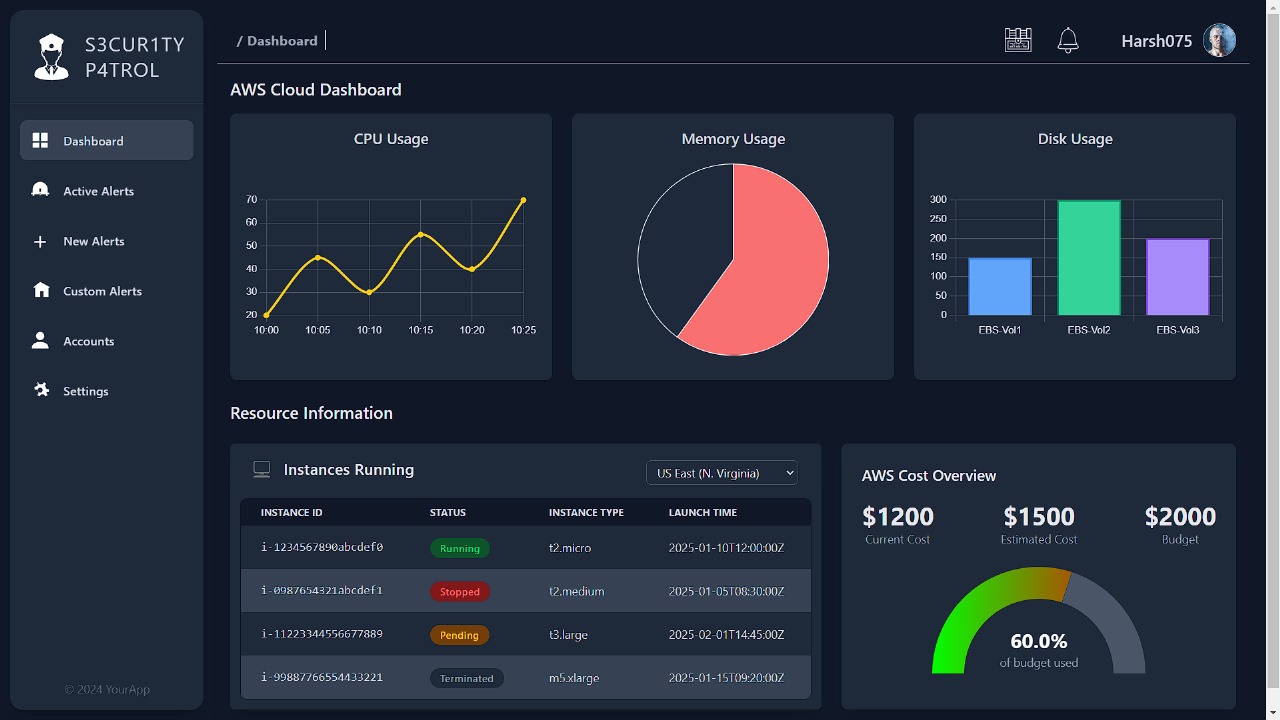 S3CUR1TY
P4TROL
Dashboard
Active Alerts
New Alerts
Custom Alerts
Accounts
Settings
© 2024 YourApp
/ Dashboard
Harsh075
AWS Cloud Dashboard
CPU Usage
70
60
50
40
30
20
10:00 10:05 10:10 10:15 10:20 10:25
Memory Usage
Disk Usage
300
250
200
150
100
50
0
EBS-Vol1 EBS-Vol2 EBS-Vol3
Resource Information
Instances Running
US East (N. Virginia)
INSTANCE ID STATUS INSTANCE TYPE LAUNCH TIME
i-1234567890abcdef0 Running t2.micro 2025-01-10T12:00:00Z
i-0987654321abcdef1 Stopped t2.medium 2025-01-05T08:30:00Z
i-11223344556677889 Pending t3.large 2025-02-01T14:45:00Z
i-99887766554433221 Terminated m5.xlarge 2025-01-15T09:20:00Z
AWS Cost Overview
$1200 $1500 $2000
Current Cost Estimated Cost Budget
60.0%
of budget used